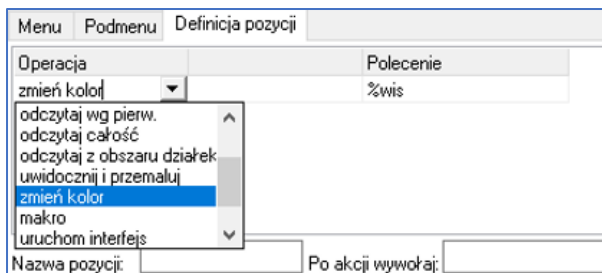 Menu Podmenu Definicja pozycji
Operacja Polecenie
zmień kolor %wis
odczytaj wg pierw.
odczytaj całość
odczytaj z obszaru działek
uwidocznij i przemaluj
zmień kolor
makro
uruchom interfejs
Nazwa pozycji: Po akcji wywołaj: